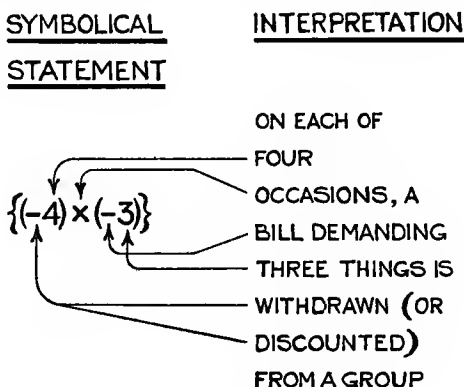 SYMBOLICAL
STATEMENT
INTERPRETATION
{(-4)×(-3)}
ON EACH OF
FOUR
OCCASIONS, A
BILL DEMANDING
THREE THINGS IS
WITHDRAWN (OR
DISCOUNTED)
FROM A GROUP